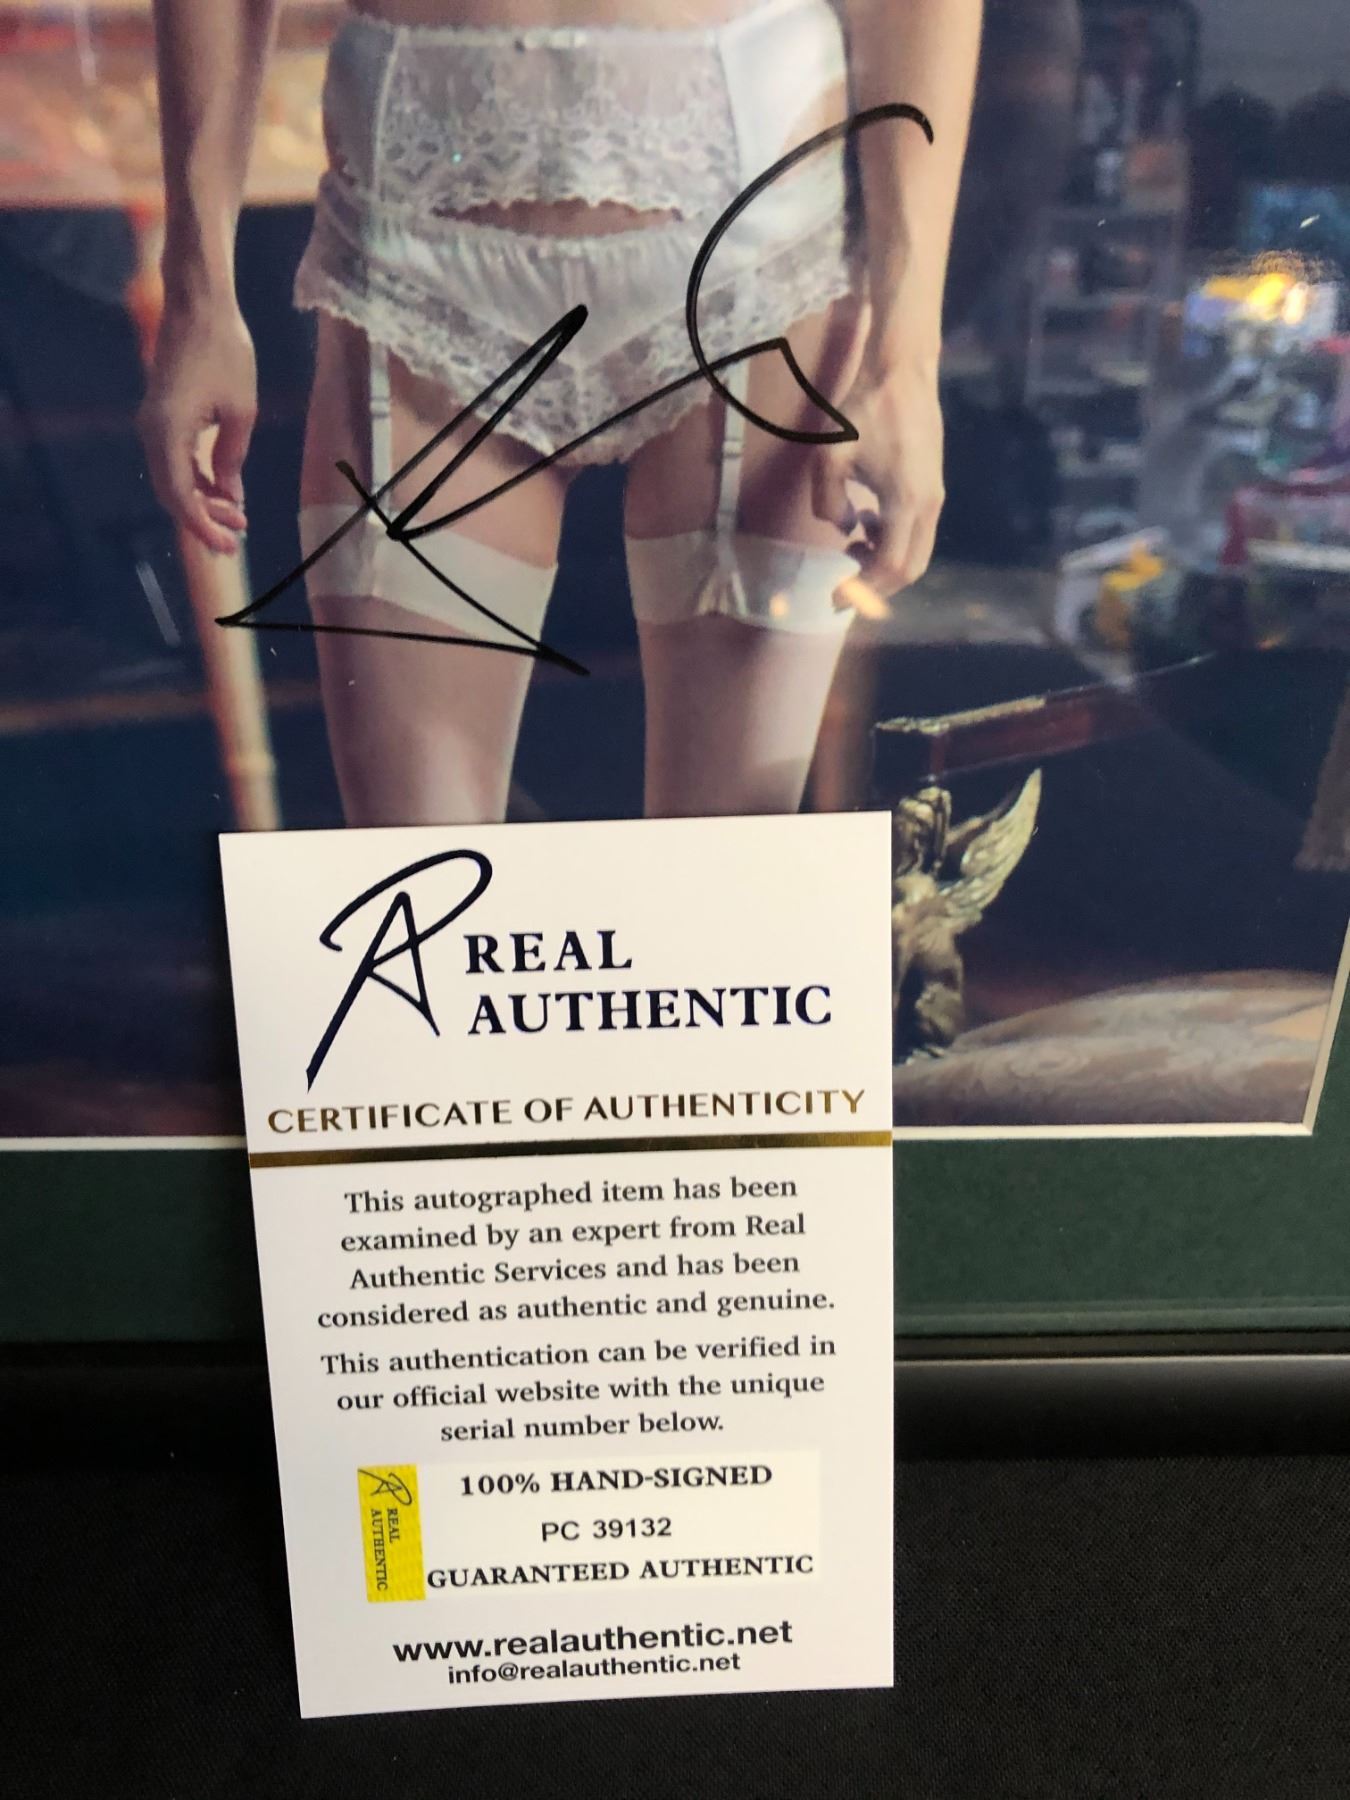 REAL
AUTHENTIC
CERTIFICATE OF AUTHENTICITY
This autographed item has been
examined by an expert from Real
Authentic Services and has been
considered as authentic and genuine.
This authentication can be verified in
our official website with the unique
serial number below.
REAL
AUTHENTIC
100% HAND-SIGNED
PC 39132
GUARANTEED AUTHENTIC
www.realauthentic.net
info@realauthentic.net